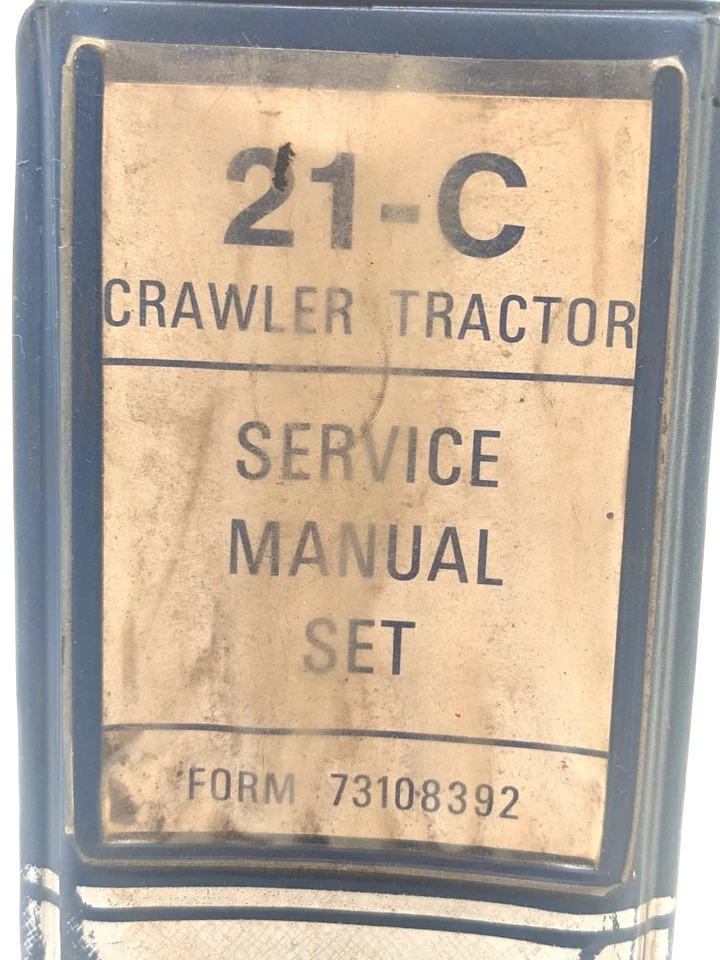 21-C
CRAWLER TRACTOR
SERVICE
MANUAL
SET
FORM 73108392